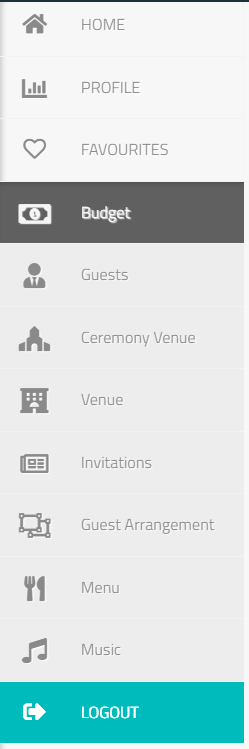 HOME
PROFILE
FAVOURITES
Budget
Guests
Ceremony Venue
Venue
Invitations
Guest Arrangement
Menu
Music
LOGOUT